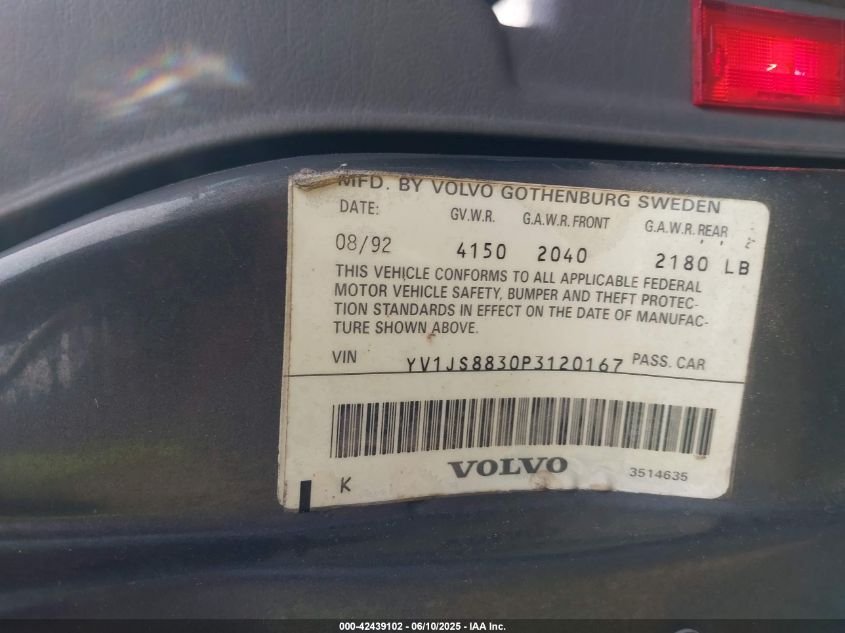 MFD. BY VOLVO GOTHENBURG SWEDEN
DATE: GV.W.R. G.A.W.R. FRONT G.A.W.R. REAR
08/92 4150 2040 2180 LB
THIS VEHICLE CONFORMS TO ALL APPLICABLE FEDERAL
MOTOR VEHICLE SAFETY, BUMPER AND THEFT PROTEC-
TION STANDARDS IN EFFECT ON THE DATE OF MANUFAC-
TURE SHOWN ABOVE.
VIN YV1JS8830P3120167 PASS. CAR
VOLVO
K 3514635
000-42439102 - 06/10/2025 - IAA Inc.